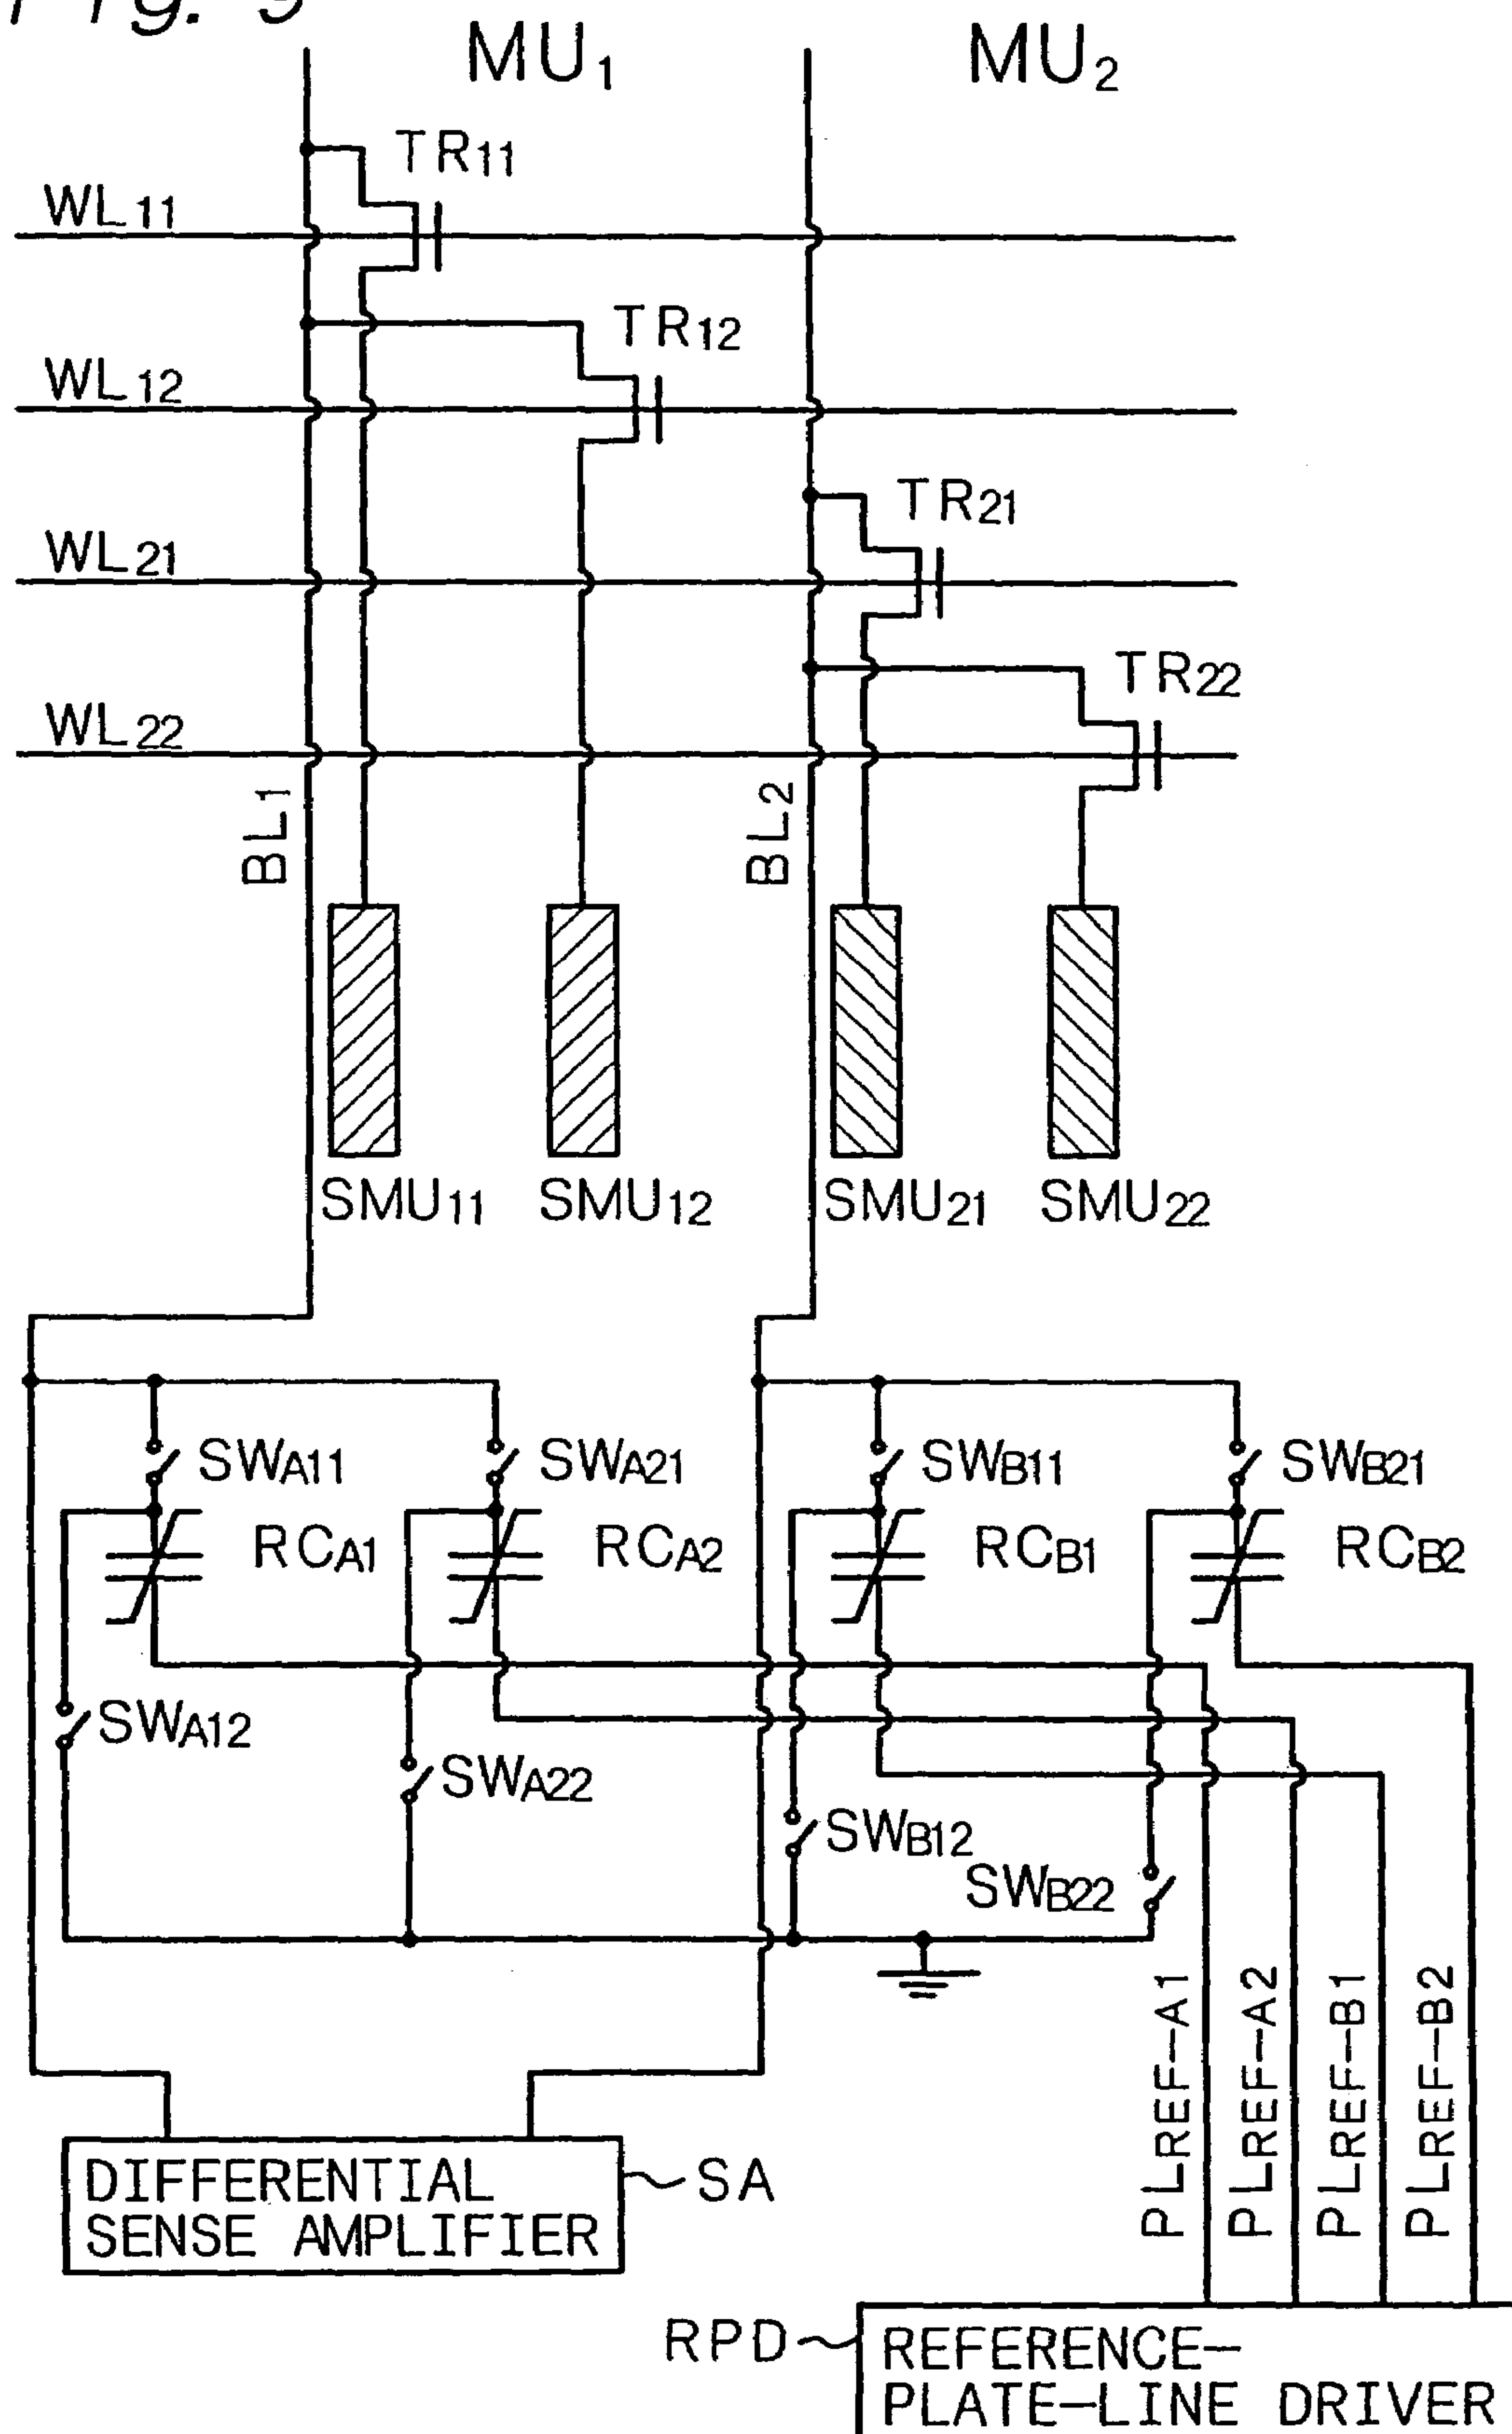 Fig. 9
MU1 MU2
TR11
WL11
TR12
WL12
TR21
WL21
TR22
WL22
BL1 BL2
SMU11 SMU12 SMU21 SMU22
SWA11 SWA21 SWB11 SWB21
RCA1 RCA2 RCB1 RCB2
SWA12
SWA22
SWB12
SWB22
PLREF-A1
PLREF-A2
PLREF-B1
PLREF-B2
DIFFERENTIAL
SENSE AMPLIFIER
SA
RPD
REFERENCE-
PLATE-LINE DRIVER